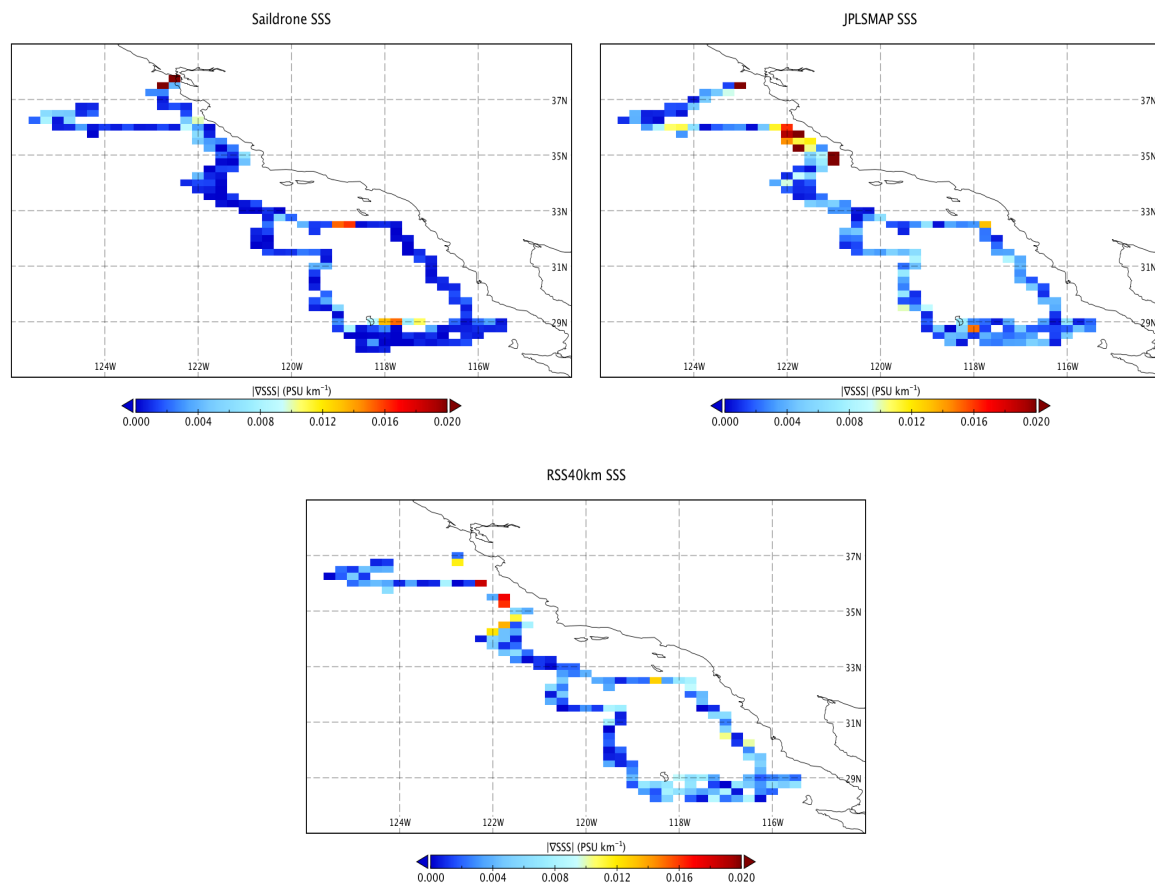 Saildrone SSS
JPLSMAP SSS
37N
35N
33N
31N
29N
124W
122W
120W
118W
116W
37N
35N
33N
31N
29N
124W
122W
120W
118W
116W
|∇SSS| (PSU km⁻¹)
0.000
0.004
0.008
0.012
0.016
0.020
|∇SSS| (PSU km⁻¹)
0.000
0.004
0.008
0.012
0.016
0.020
RSS40km SSS
37N
35N
33N
31N
29N
124W
122W
120W
118W
116W
|∇SSS| (PSU km⁻¹)
0.000
0.004
0.008
0.012
0.016
0.020